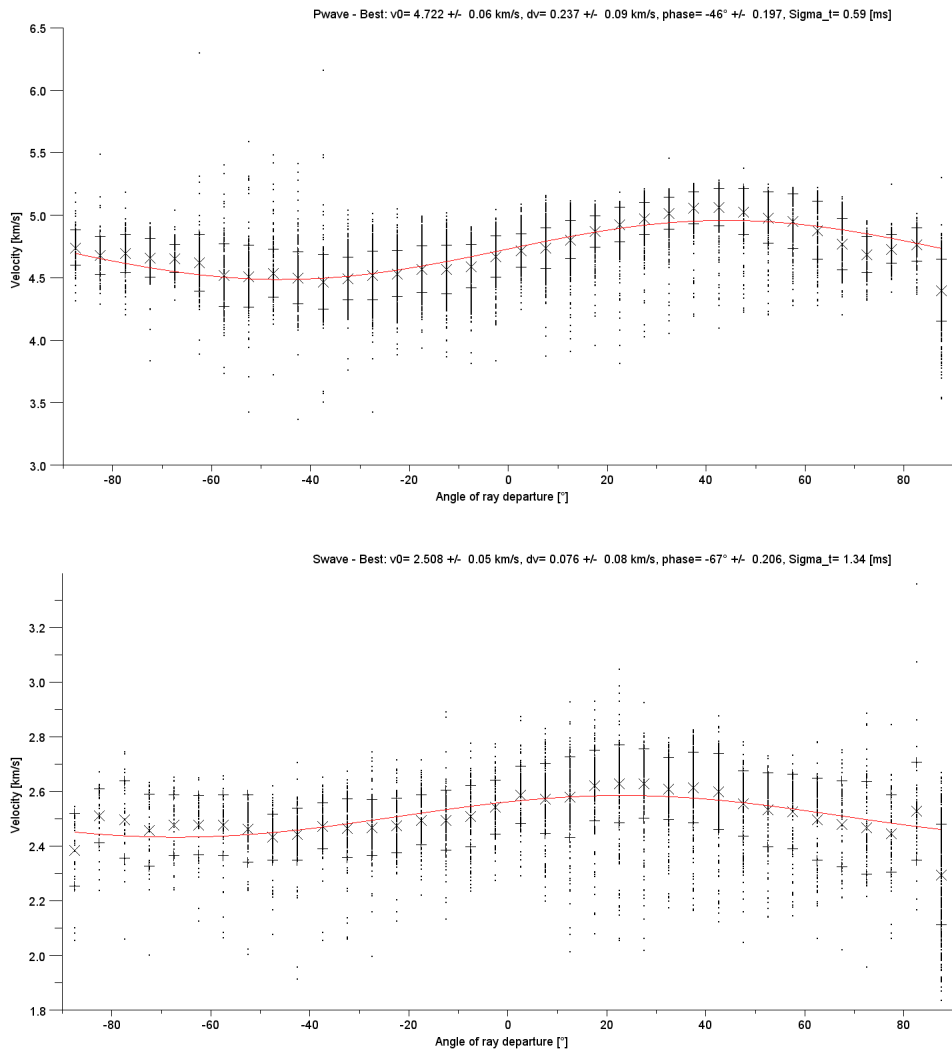 Pwave - Best: v0= 4.722 +/-  0.06 km/s, dv= 0.237 +/-  0.09 km/s, phase= -46° +/-  0.197, Sigma_t= 0.59 [ms]
6.5
6.0
5.5
5.0
4.5
4.0
3.5
3.0
Velocity [km/s]
-80 -60 -40 -20 0 20 40 60 80
Angle of ray departure [°]
Swave - Best: v0= 2.508 +/-  0.05 km/s, dv= 0.076 +/-  0.08 km/s, phase= -67° +/-  0.206, Sigma_t= 1.34 [ms]
3.2
3.0
2.8
2.6
2.4
2.2
2.0
1.8
Velocity [km/s]
-80 -60 -40 -20 0 20 40 60 80
Angle of ray departure [°]